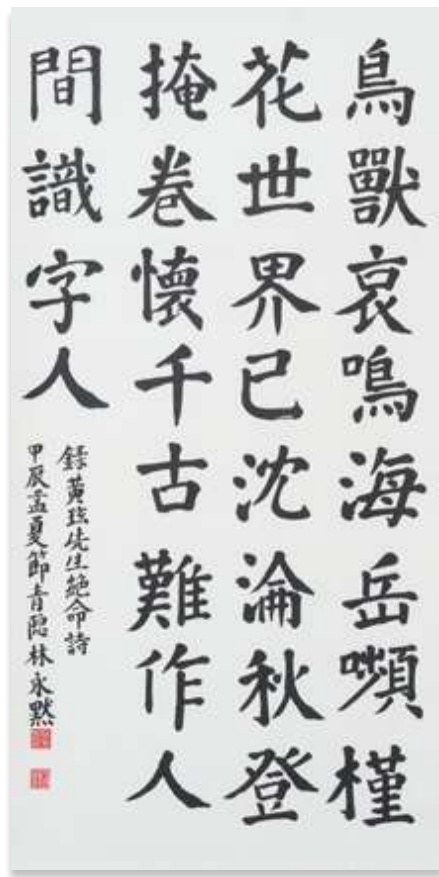 鳥獸哀鳴海岳嚬槿
花世界已沈淪秋登
掩卷懷千古難作人
間識字人
錄黃玹先生絕命詩
甲辰孟夏節青隱林永默